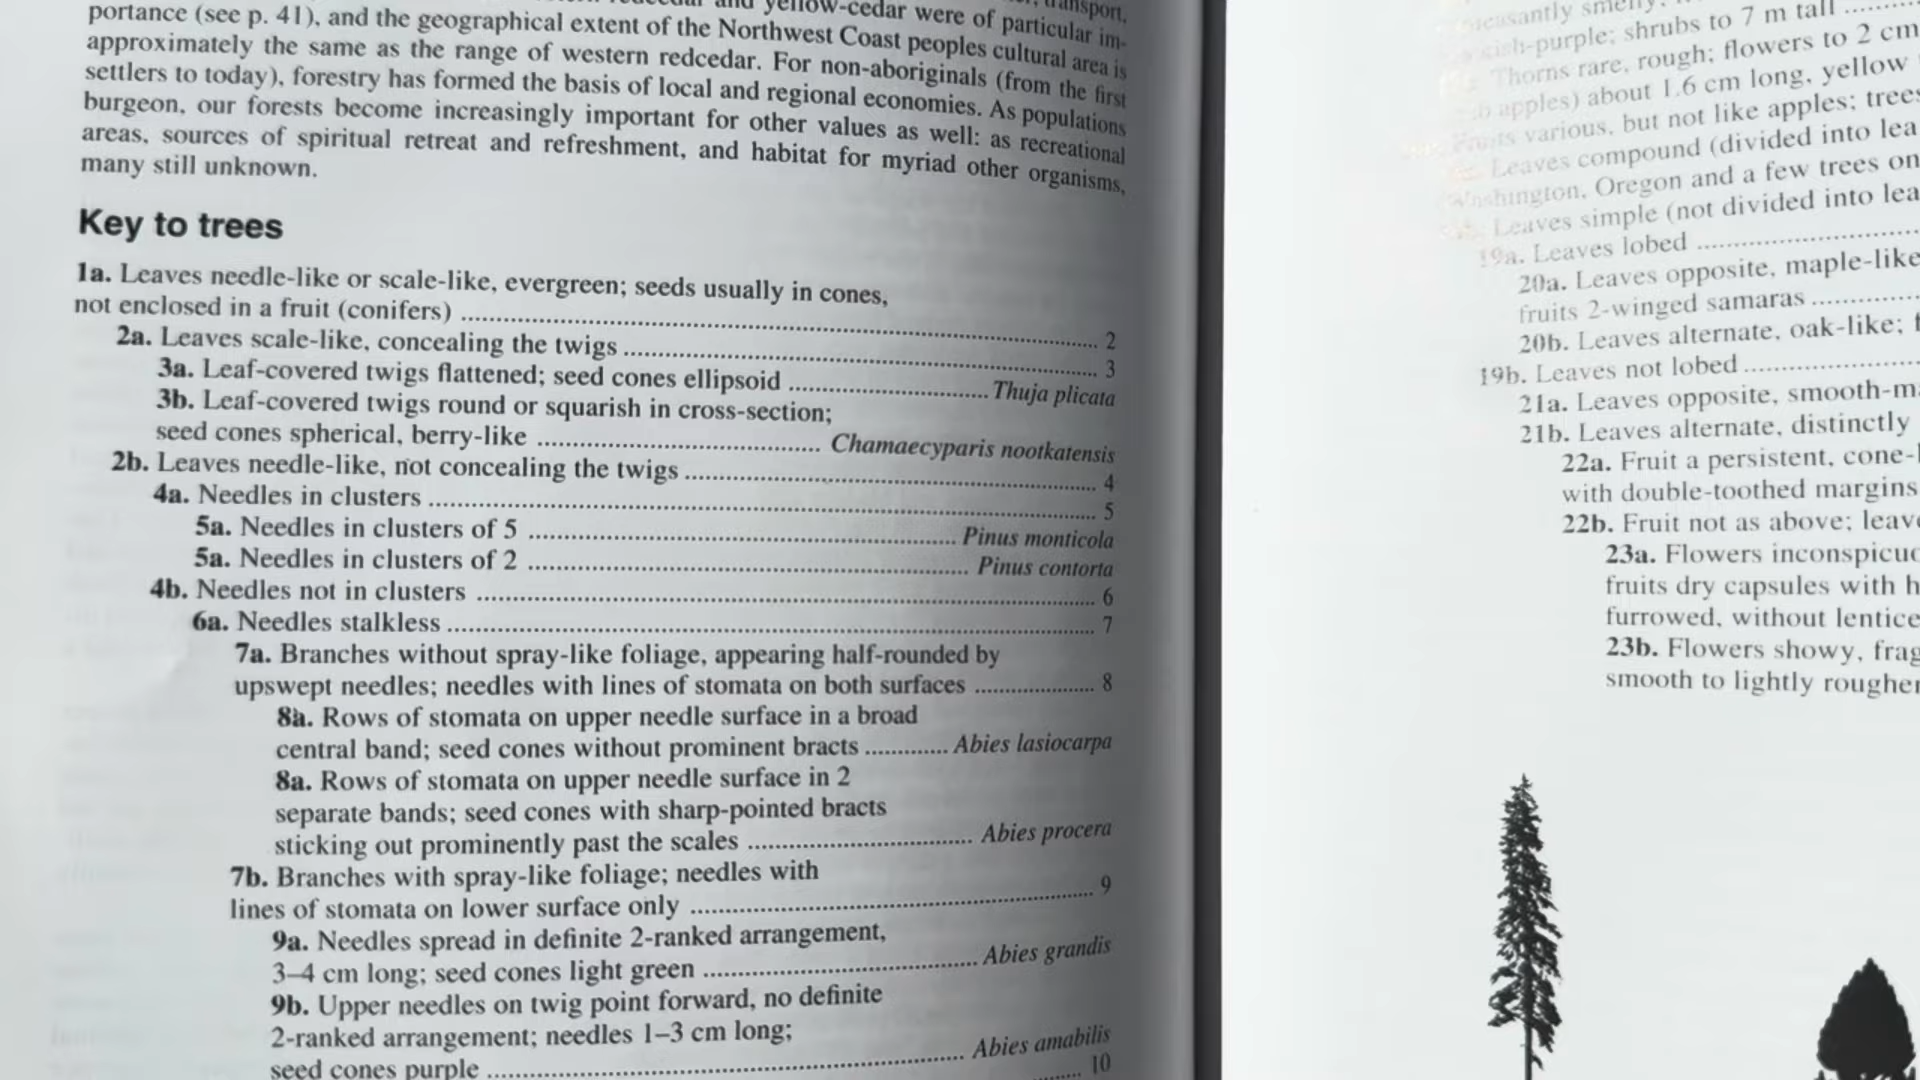 and yellow-cedar were of particular im-
portance (see p. 41), and the geographical extent of the Northwest Coast peoples cultural area is
approximately the same as the range of western redcedar. For non-aboriginals (from the first
settlers to today), forestry has formed the basis of local and regional economies. As populations
burgeon, our forests become increasingly important for other values as well: as recreational
areas, sources of spiritual retreat and refreshment, and habitat for myriad other organisms,
many still unknown.
Key to trees
1a. Leaves needle-like or scale-like, evergreen; seeds usually in cones,
not enclosed in a fruit (conifers) .......... 2
2a. Leaves scale-like, concealing the twigs .......... 3
3a. Leaf-covered twigs flattened; seed cones ellipsoid .......... Thuja plicata
3b. Leaf-covered twigs round or squarish in cross-section;
seed cones spherical, berry-like .......... Chamaecyparis nootkatensis
2b. Leaves needle-like, not concealing the twigs .......... 4
4a. Needles in clusters .......... 5
5a. Needles in clusters of 5 .......... Pinus monticola
5a. Needles in clusters of 2 .......... Pinus contorta
4b. Needles not in clusters .......... 6
6a. Needles stalkless .......... 7
7a. Branches without spray-like foliage, appearing half-rounded by
upswept needles; needles with lines of stomata on both surfaces .......... 8
8a. Rows of stomata on upper needle surface in a broad
central band; seed cones without prominent bracts .......... Abies lasiocarpa
8a. Rows of stomata on upper needle surface in 2
separate bands; seed cones with sharp-pointed bracts
sticking out prominently past the scales .......... Abies procera
7b. Branches with spray-like foliage; needles with
lines of stomata on lower surface only .......... 9
9a. Needles spread in definite 2-ranked arrangement,
3–4 cm long; seed cones light green .......... Abies grandis
9b. Upper needles on twig point forward, no definite
2-ranked arrangement; needles 1–3 cm long;
seed cones purple .......... Abies amabilis
10
shrubs to 7 m tall ..........
Thorns rare, rough; flowers to 2 cm
apples) about 1.6 cm long, yellow
Fruits various, but not like apples; trees
Leaves compound (divided into lea
Washington, Oregon and a few trees on
Leaves simple (not divided into lea
19a. Leaves lobed ..........
20a. Leaves opposite, maple-like
fruits 2-winged samaras ..........
20b. Leaves alternate, oak-like;
19b. Leaves not lobed ..........
21a. Leaves opposite, smooth-m
21b. Leaves alternate, distinctly
22a. Fruit a persistent, cone-
with double-toothed margins
22b. Fruit not as above; leav
23a. Flowers inconspicuo
fruits dry capsules with h
furrowed, without lentice
23b. Flowers showy, frag
smooth to lightly roughe